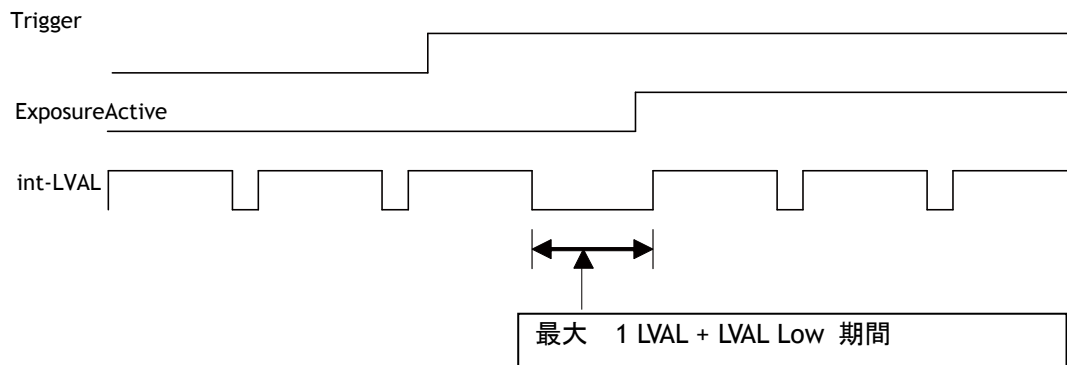 Trigger
ExposureActive
int-LVAL
最大　1 LVAL + LVAL Low 期間